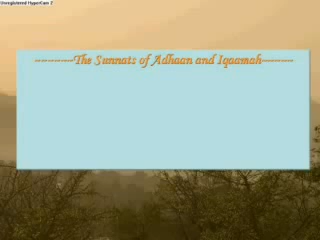 Unregistered HyperCam 2
----------The Sunnats of Adhaan and Iqaamah---------